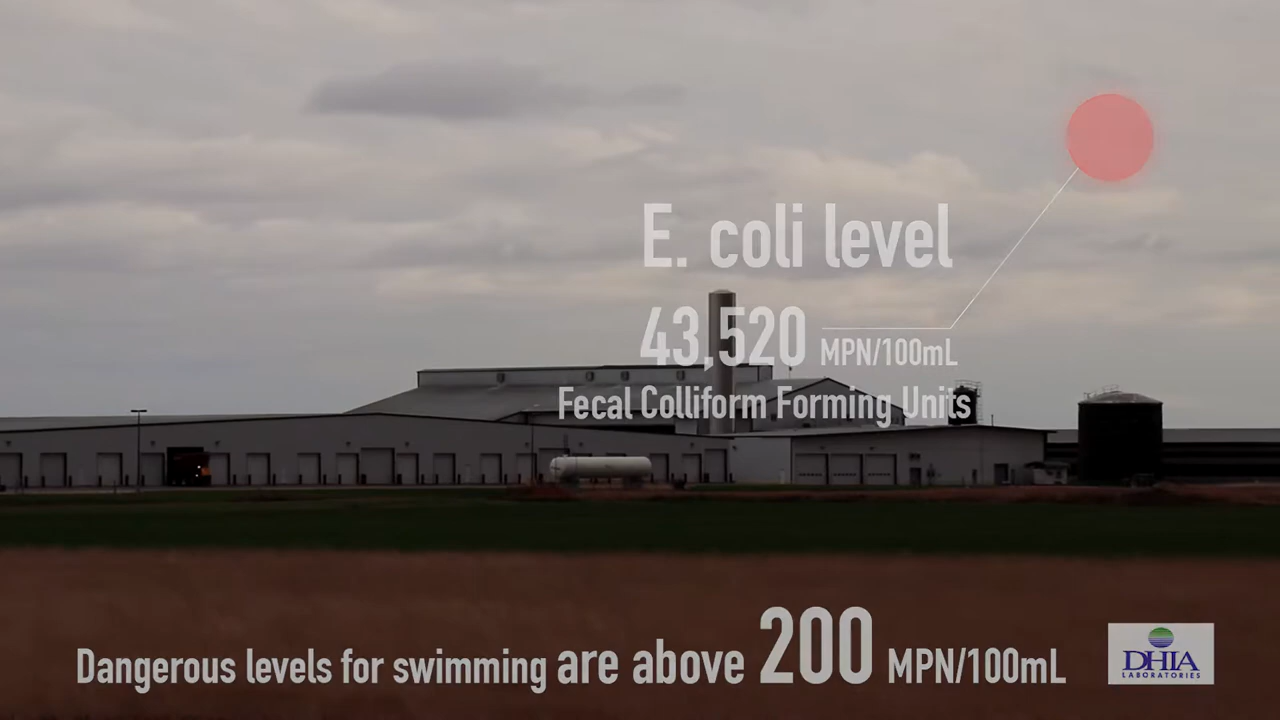 E. coli level
43,520 MPN/100mL
Fecal Colliform Forming Units
Dangerous levels for swimming are above 200 MPN/100mL
DHIA
LABORATORIES